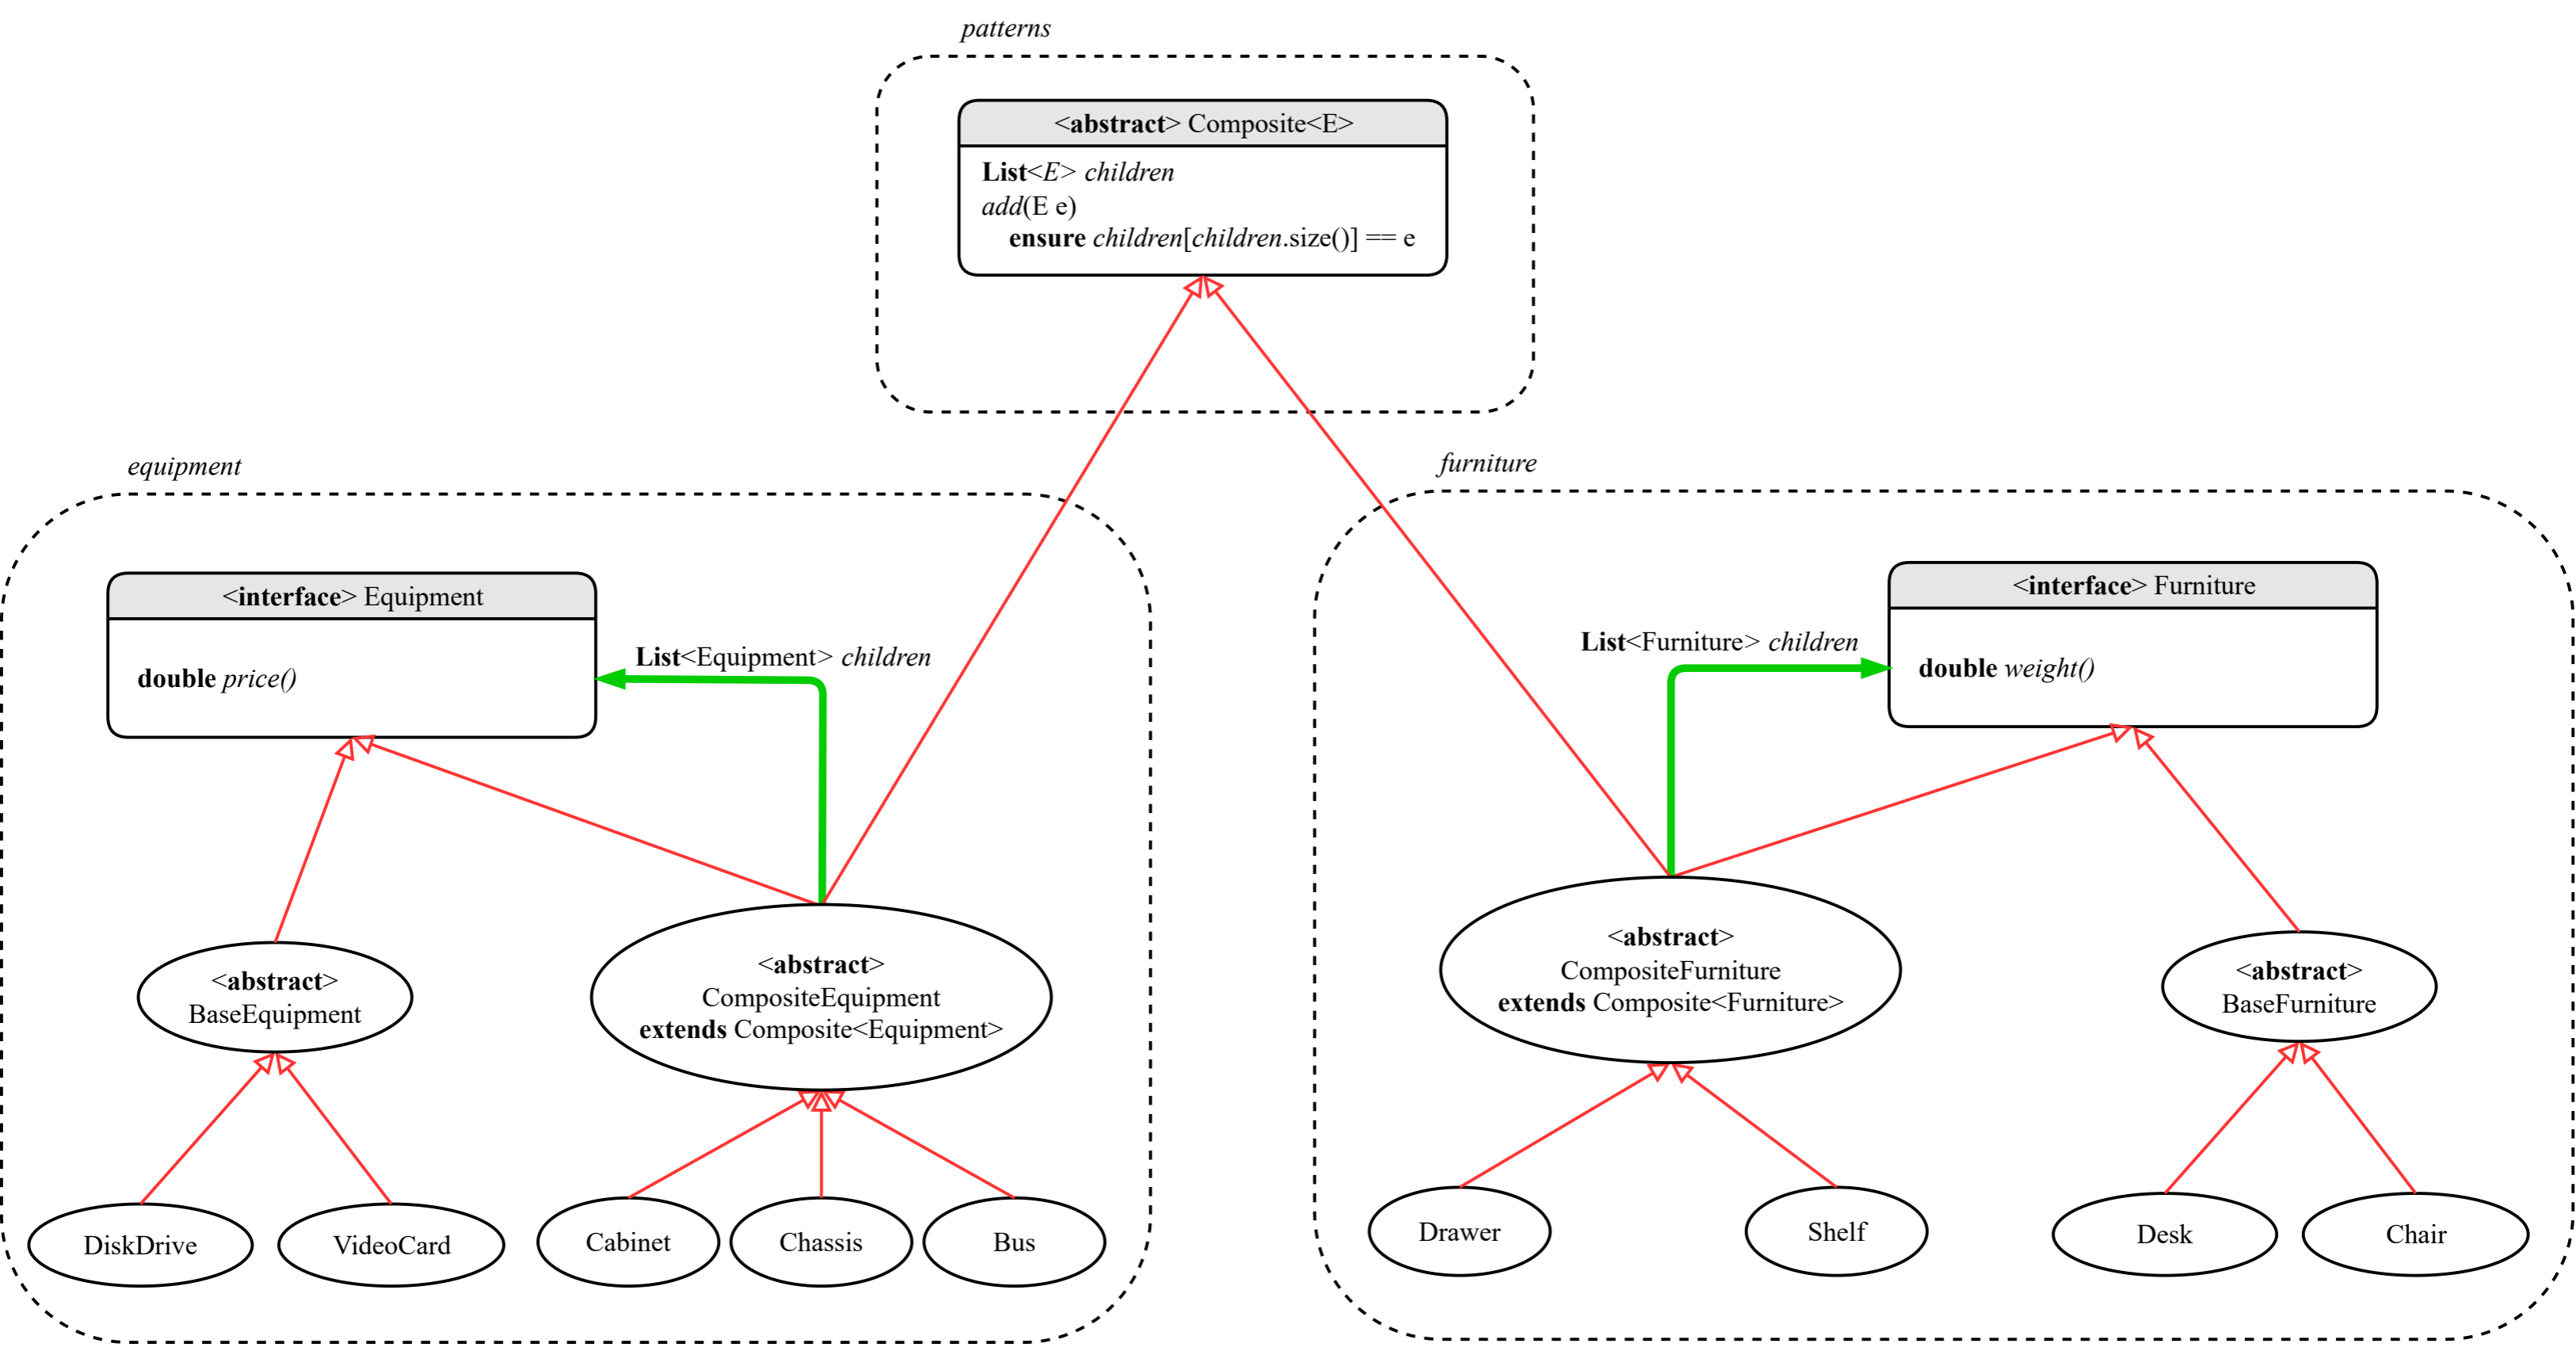 patterns
<abstract> Composite<E>
List<E> children
add(E e)
ensure children[children.size()] == e
equipment
<interface> Equipment
double price()
List<Equipment> children
<abstract>
BaseEquipment
<abstract>
CompositeEquipment
extends Composite<Equipment>
DiskDrive
VideoCard
Cabinet
Chassis
Bus
furniture
<interface> Furniture
double weight()
List<Furniture> children
<abstract>
CompositeFurniture
extends Composite<Furniture>
<abstract>
BaseFurniture
Drawer
Shelf
Desk
Chair